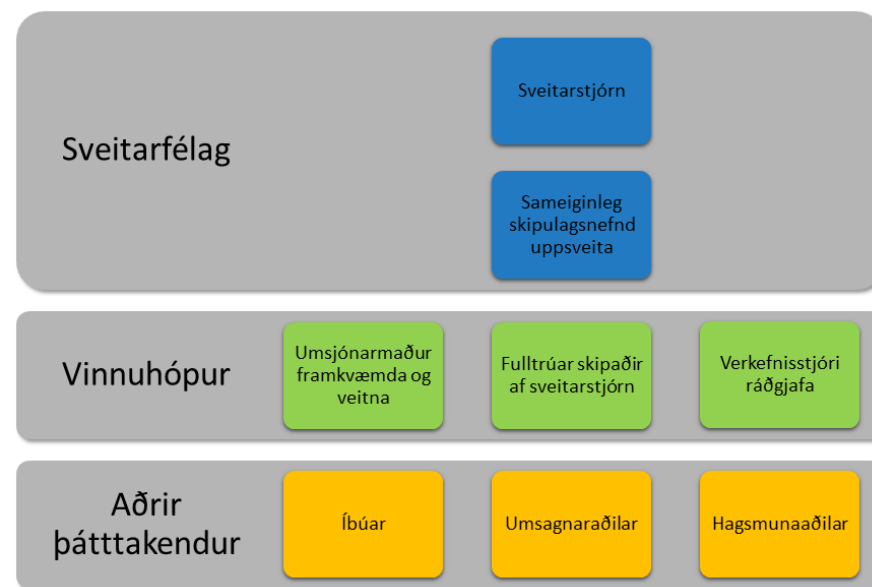 Sveitarfélag
Sveitarstjórn
Sameiginleg
skipulagsnefnd
uppsveita
Vinnuhópur
Umsjónarmaður
framkvæmda og
veitna
Fulltrúar skipaðir
af sveitarstjórn
Verkefnisstjóri
ráðgjafa
Aðrir
þátttakendur
Íbúar
Umsagnaraðilar
Hagsmunaaðilar